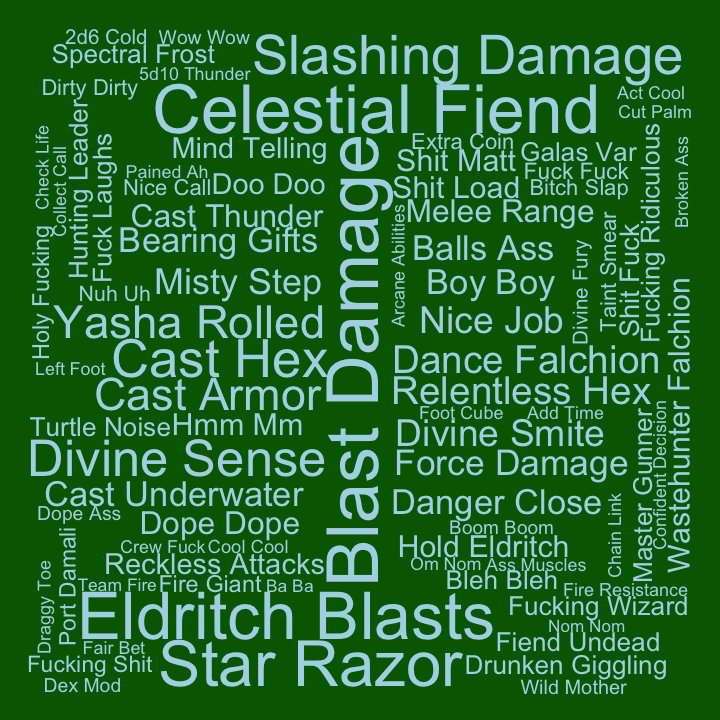 2d6 Cold
Wow Wow
Spectral Frost
Slashing Damage
5d10 Thunder
Dirty Dirty
Celestial Fiend
Act Cool
Cut Palm
Check Life
Collect Call
Hunting Leader
Fuck Laughs
Mind Telling
Pained Ah
Nice Call
Doo Doo
Cast Thunder
Bearing Gifts
Blast Damage
Extra Coin
Shit Matt
Galas Var
Fuck Fuck
Shit Load
Bitch Slap
Melee Range
Fucking Ridiculous
Broken Ass
Arcane Abilities
Balls Ass
Boy Boy
Nice Job
Divine Fury
Taint Smear
Shit Fuck
Holy Fucking
Misty Step
Nuh Uh
Yasha Rolled
Left Foot
Cast Hex
Cast Armor
Dance Falchion
Relentless Hex
Wastehunter Falchion
Turtle Noise
Hmm Mm
Foot Cube
Add Time
Divine Smite
Divine Sense
Force Damage
Master Gunner
Confident Decision
Cast Underwater
Dope Ass
Dope Dope
Danger Close
Chain Link
Boom Boom
Crew Fuck
Cool Cool
Hold Eldritch
Reckless Attacks
Om Nom
Ass Muscles
Draggy Toe
Port Damali
Team Fire
Fire Giant
Ba Ba
Bleh Bleh
Fire Resistance
Eldritch Blasts
Fucking Wizard
Nom Nom
Fair Bet
Fiend Undead
Fucking Shit
Star Razor
Drunken Giggling
Dex Mod
Wild Mother